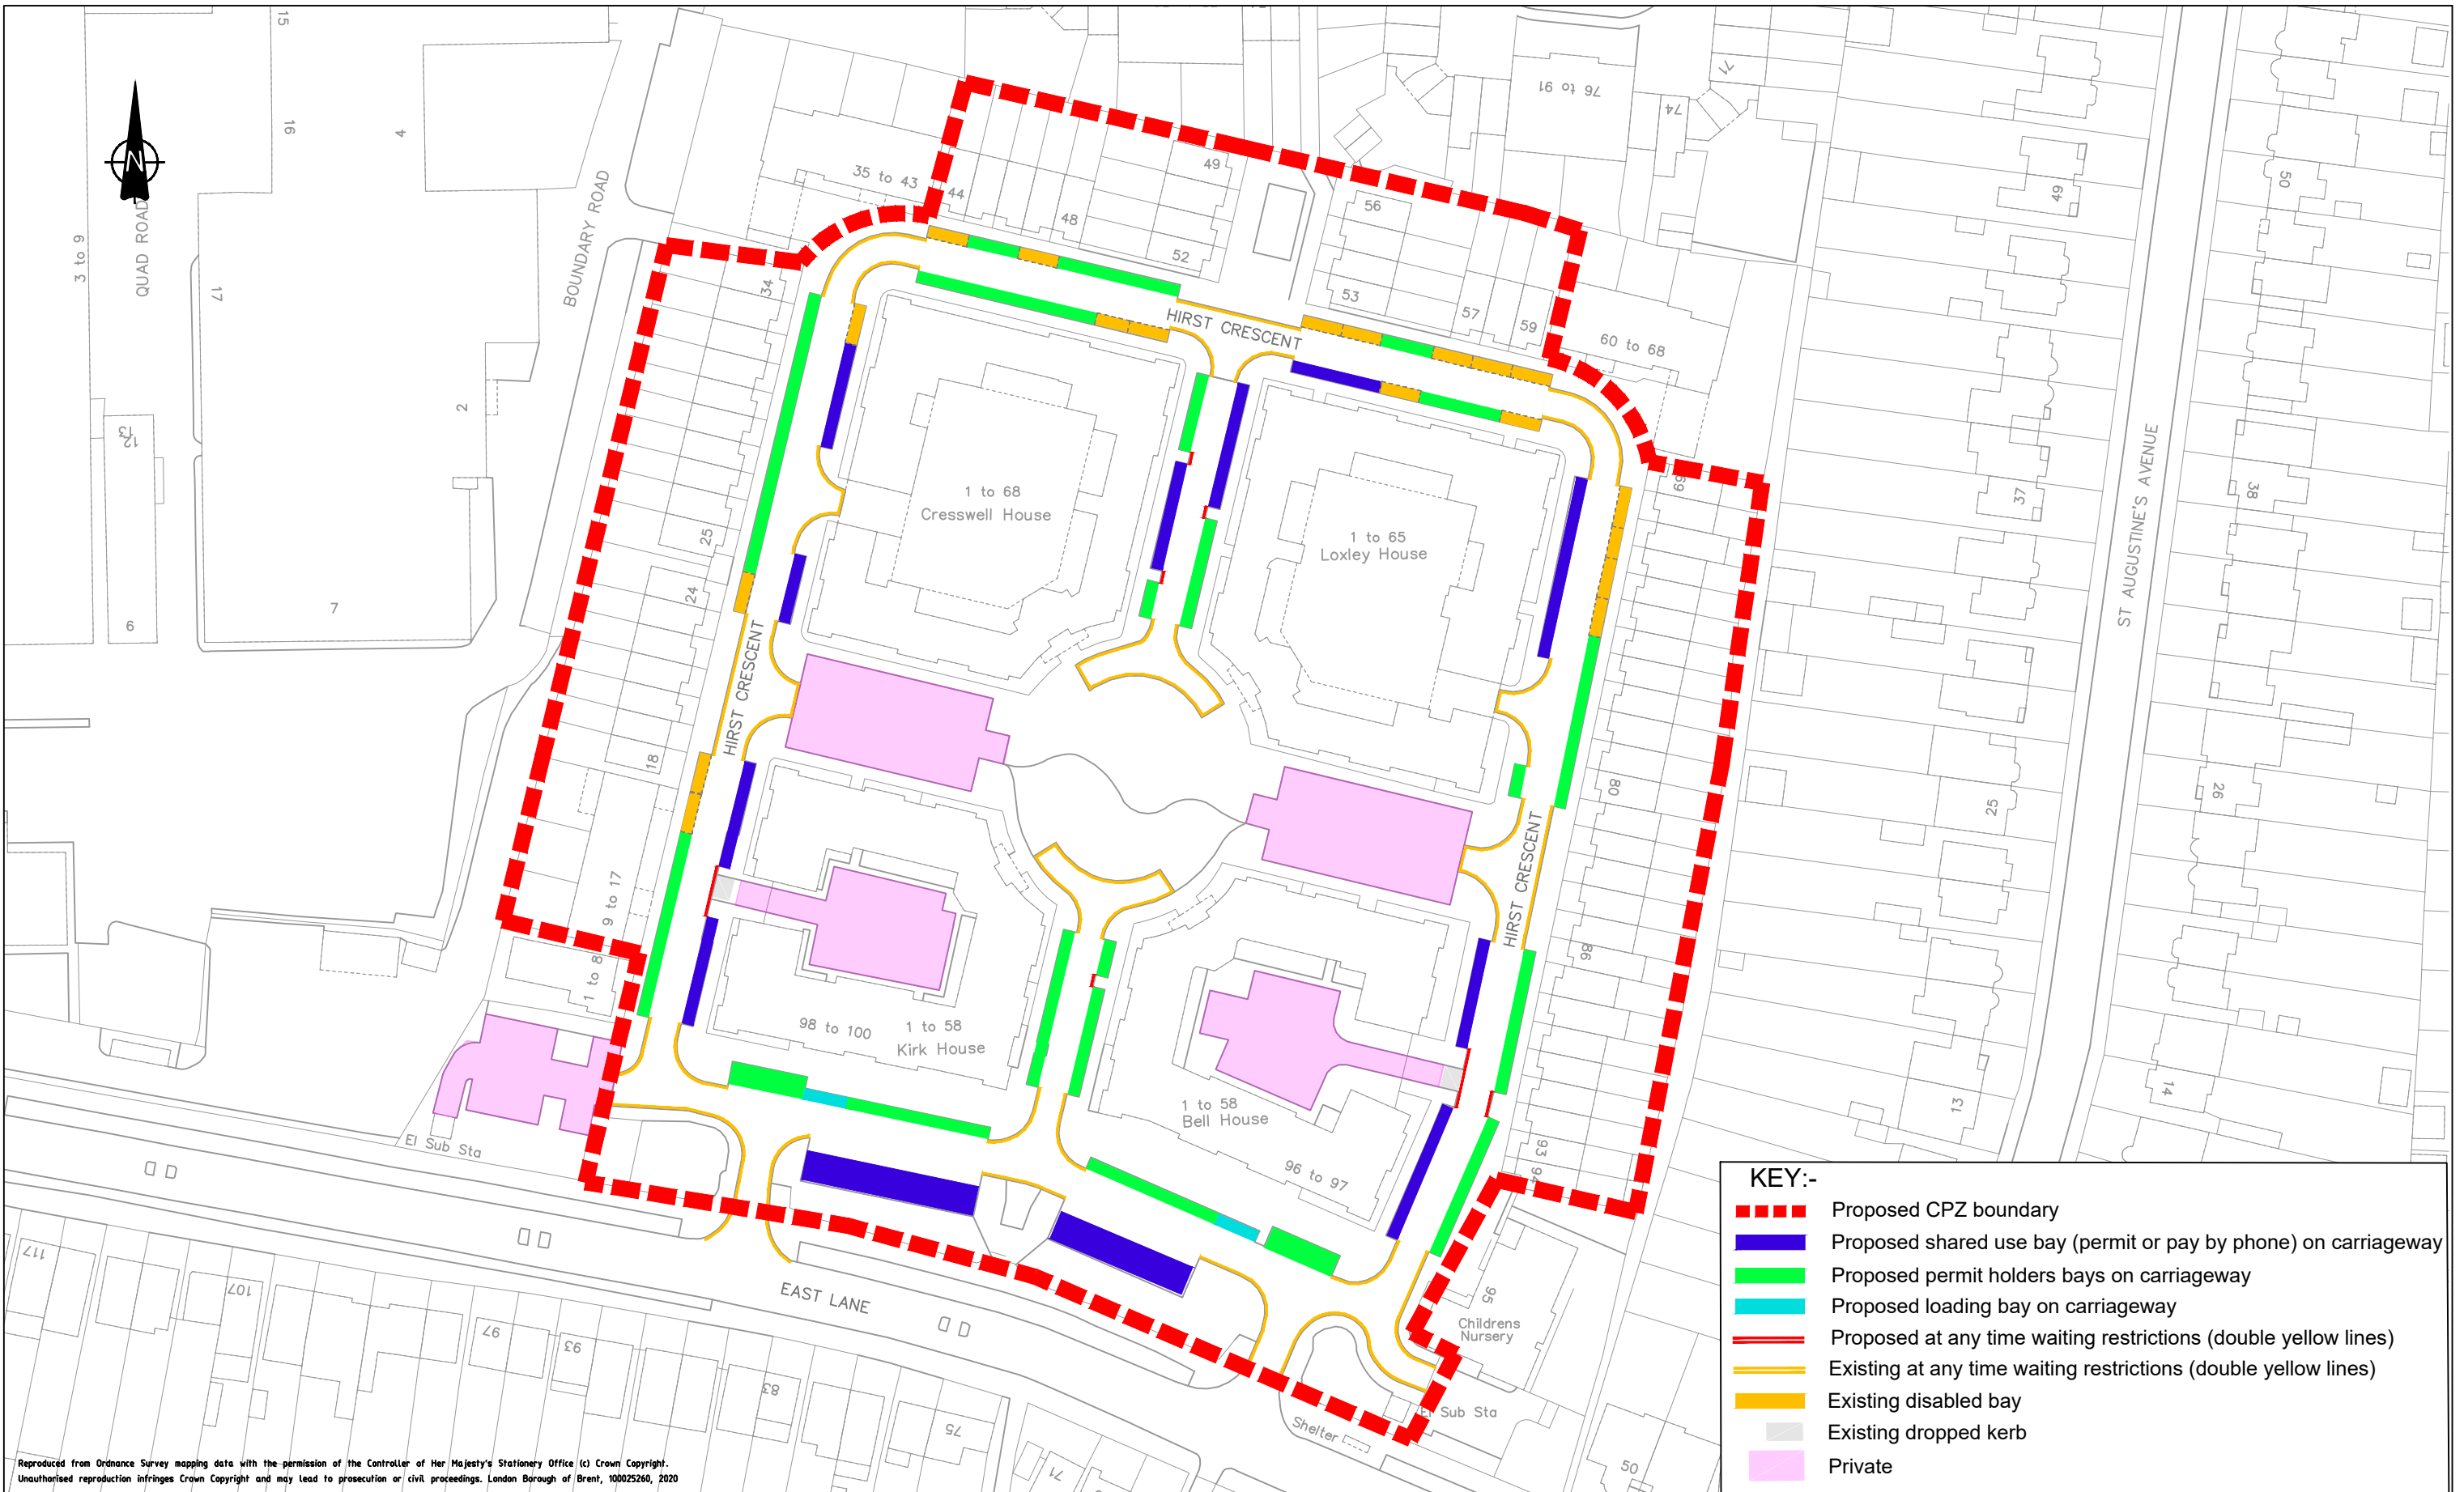 15
16
4
3 to 9
QUAD ROAD
N
17
BOUNDARY ROAD
2
12
13
6
7
35 to 43
44
48
49
52
34
25
24
18
9 to 17
1 to 8
HIRST CRESCENT
56
53
57
59
60 to 68
76 to 91
71
74
69
HIRST CRESCENT
1 to 68
Cresswell House
1 to 65
Loxley House
80
86
HIRST CRESCENT
93
94
98 to 100
1 to 58
Kirk House
1 to 58
Bell House
96 to 97
95
Childrens
Nursery
El Sub Sta
El Sub Sta
Shelter
EAST LANE
117
107
97
93
83
75
71
50
ST AUGUSTINE'S AVENUE
49
37
25
13
50
38
26
14
KEY:-
Proposed CPZ boundary
Proposed shared use bay (permit or pay by phone) on carriageway
Proposed permit holders bays on carriageway
Proposed loading bay on carriageway
Proposed at any time waiting restrictions (double yellow lines)
Existing at any time waiting restrictions (double yellow lines)
Existing disabled bay
Existing dropped kerb
Private
Reproduced from Ordnance Survey mapping data with the permission of the Controller of Her Majesty's Stationery Office (c) Crown Copyright.
Unauthorised reproduction infringes Crown Copyright and may lead to prosecution or civil proceedings. London Borough of Brent, 100025260, 2020